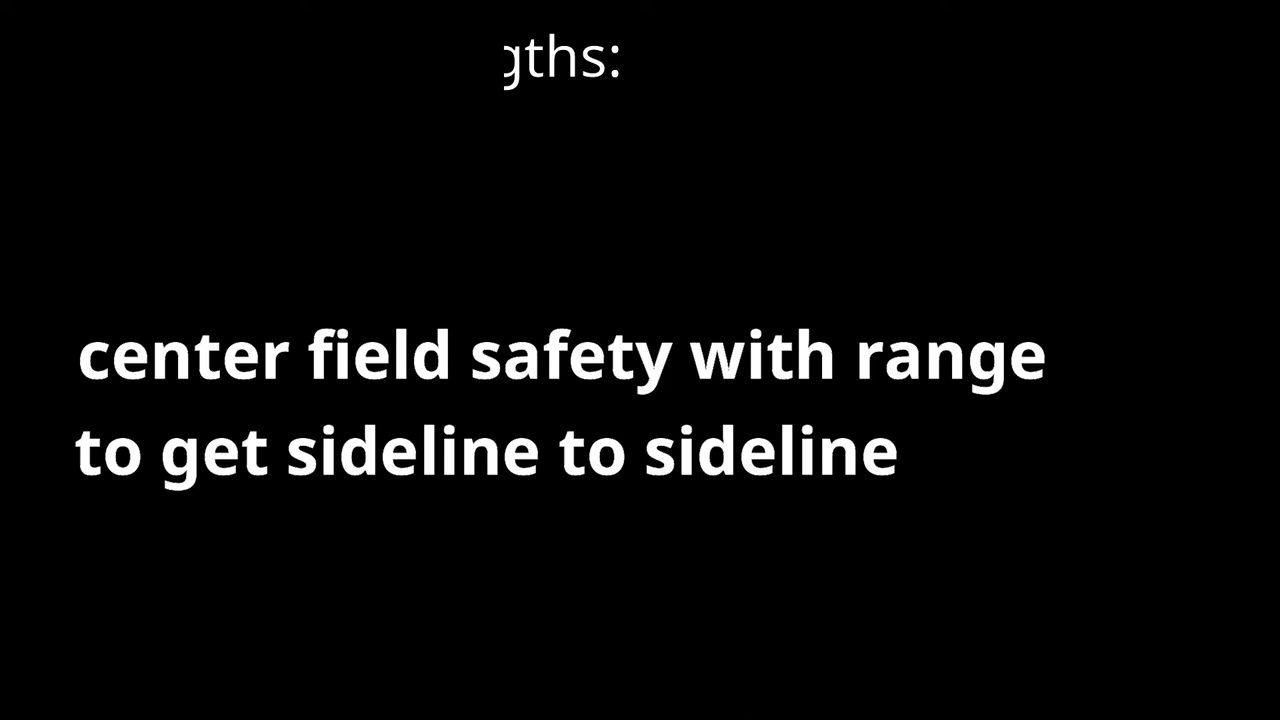 gths:
center field safety with range
to get sideline to sideline